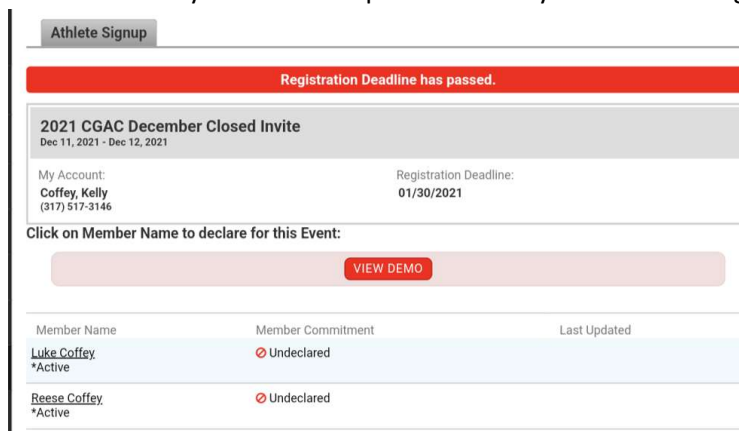 Athlete Signup
Registration Deadline has passed.
2021 CGAC December Closed Invite
Dec 11, 2021 - Dec 12, 2021
My Account:
Registration Deadline:
Coffey, Kelly
01/30/2021
(317) 517-3146
Click on Member Name to declare for this Event:
VIEW DEMO
Member Name Member Commitment Last Updated
Luke Coffey Undeclared
*Active
Reese Coffey Undeclared
*Active